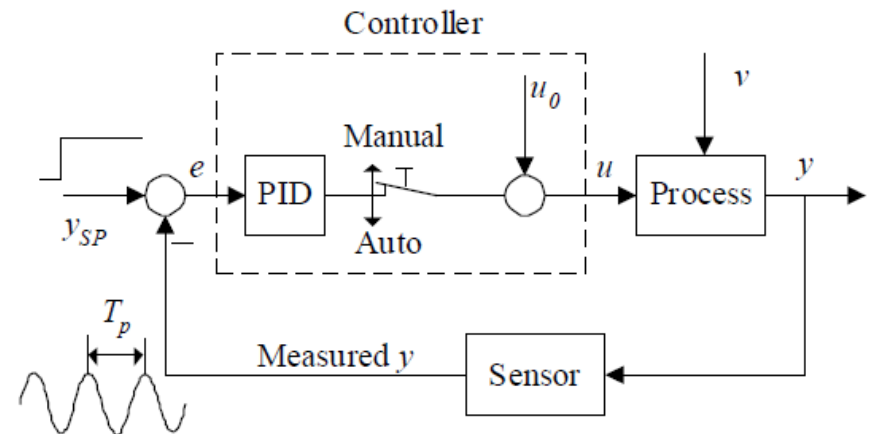 Controller
u0
v
Manual
e
PID
u
Process
y
ySP
Auto
Tp
Measured y
Sensor